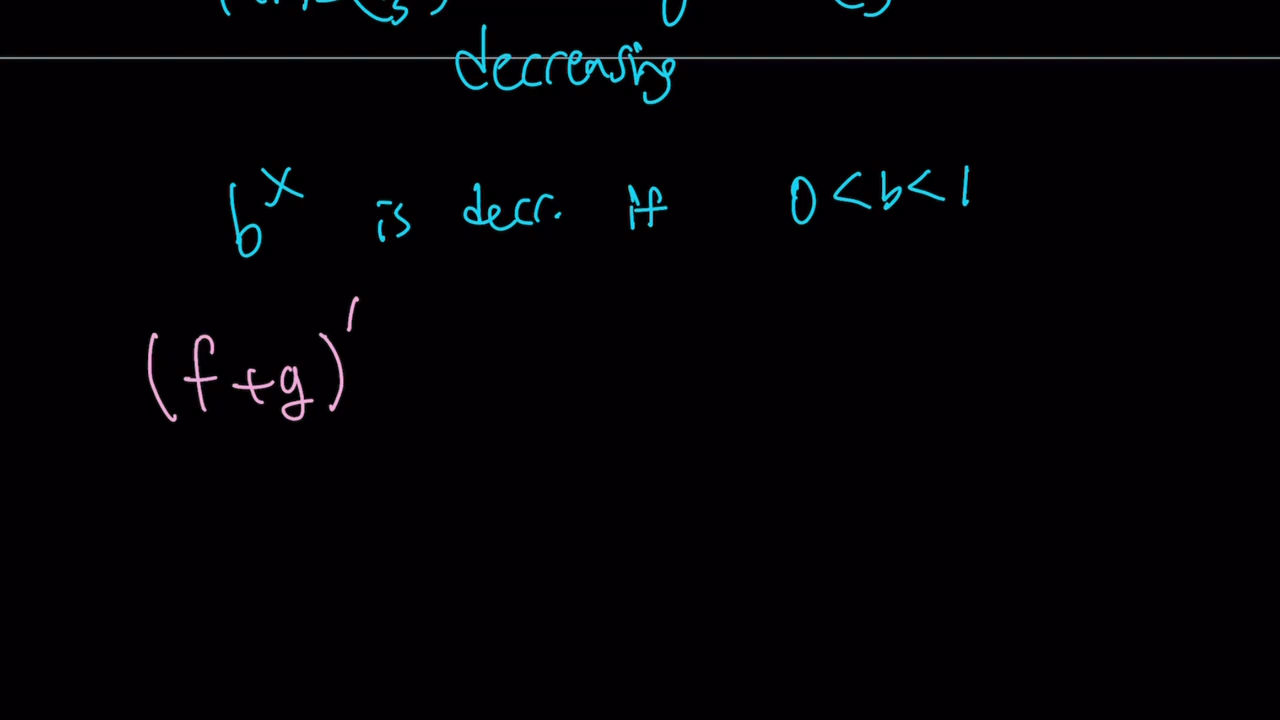 decreasing
b^x is decr. if 0<b<1
(f+g)'